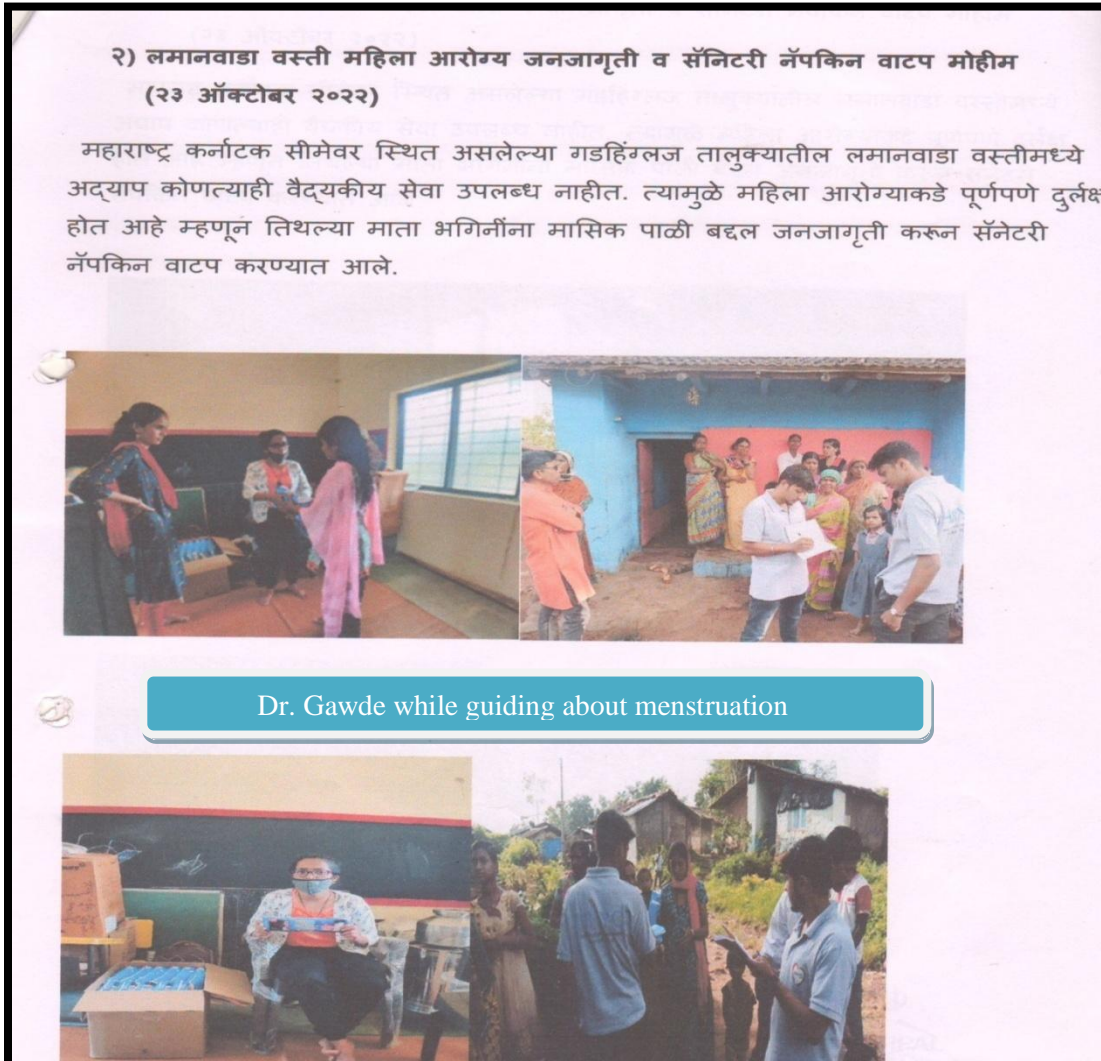 २) लमानवाडा वस्ती महिला आरोग्य जनजागृती व सॅनिटरी नॅपकिन वाटप मोहीम
(२३ ऑक्टोबर २०२२)
महाराष्ट्र कर्नाटक सीमेवर स्थित असलेल्या गडहिंग्लज तालुक्यातील लमानवाडा वस्तीमध्ये
अद्याप कोणत्याही वैद्यकीय सेवा उपलब्ध नाहीत. त्यामुळे महिला आरोग्याकडे पूर्णपणे दुर्लक्ष
होत आहे म्हणून तिथल्या माता भगिनींना मासिक पाळी बद्दल जनजागृती करून सॅनेटरी
नॅपकिन वाटप करण्यात आले.
Dr. Gawde while guiding about menstruation